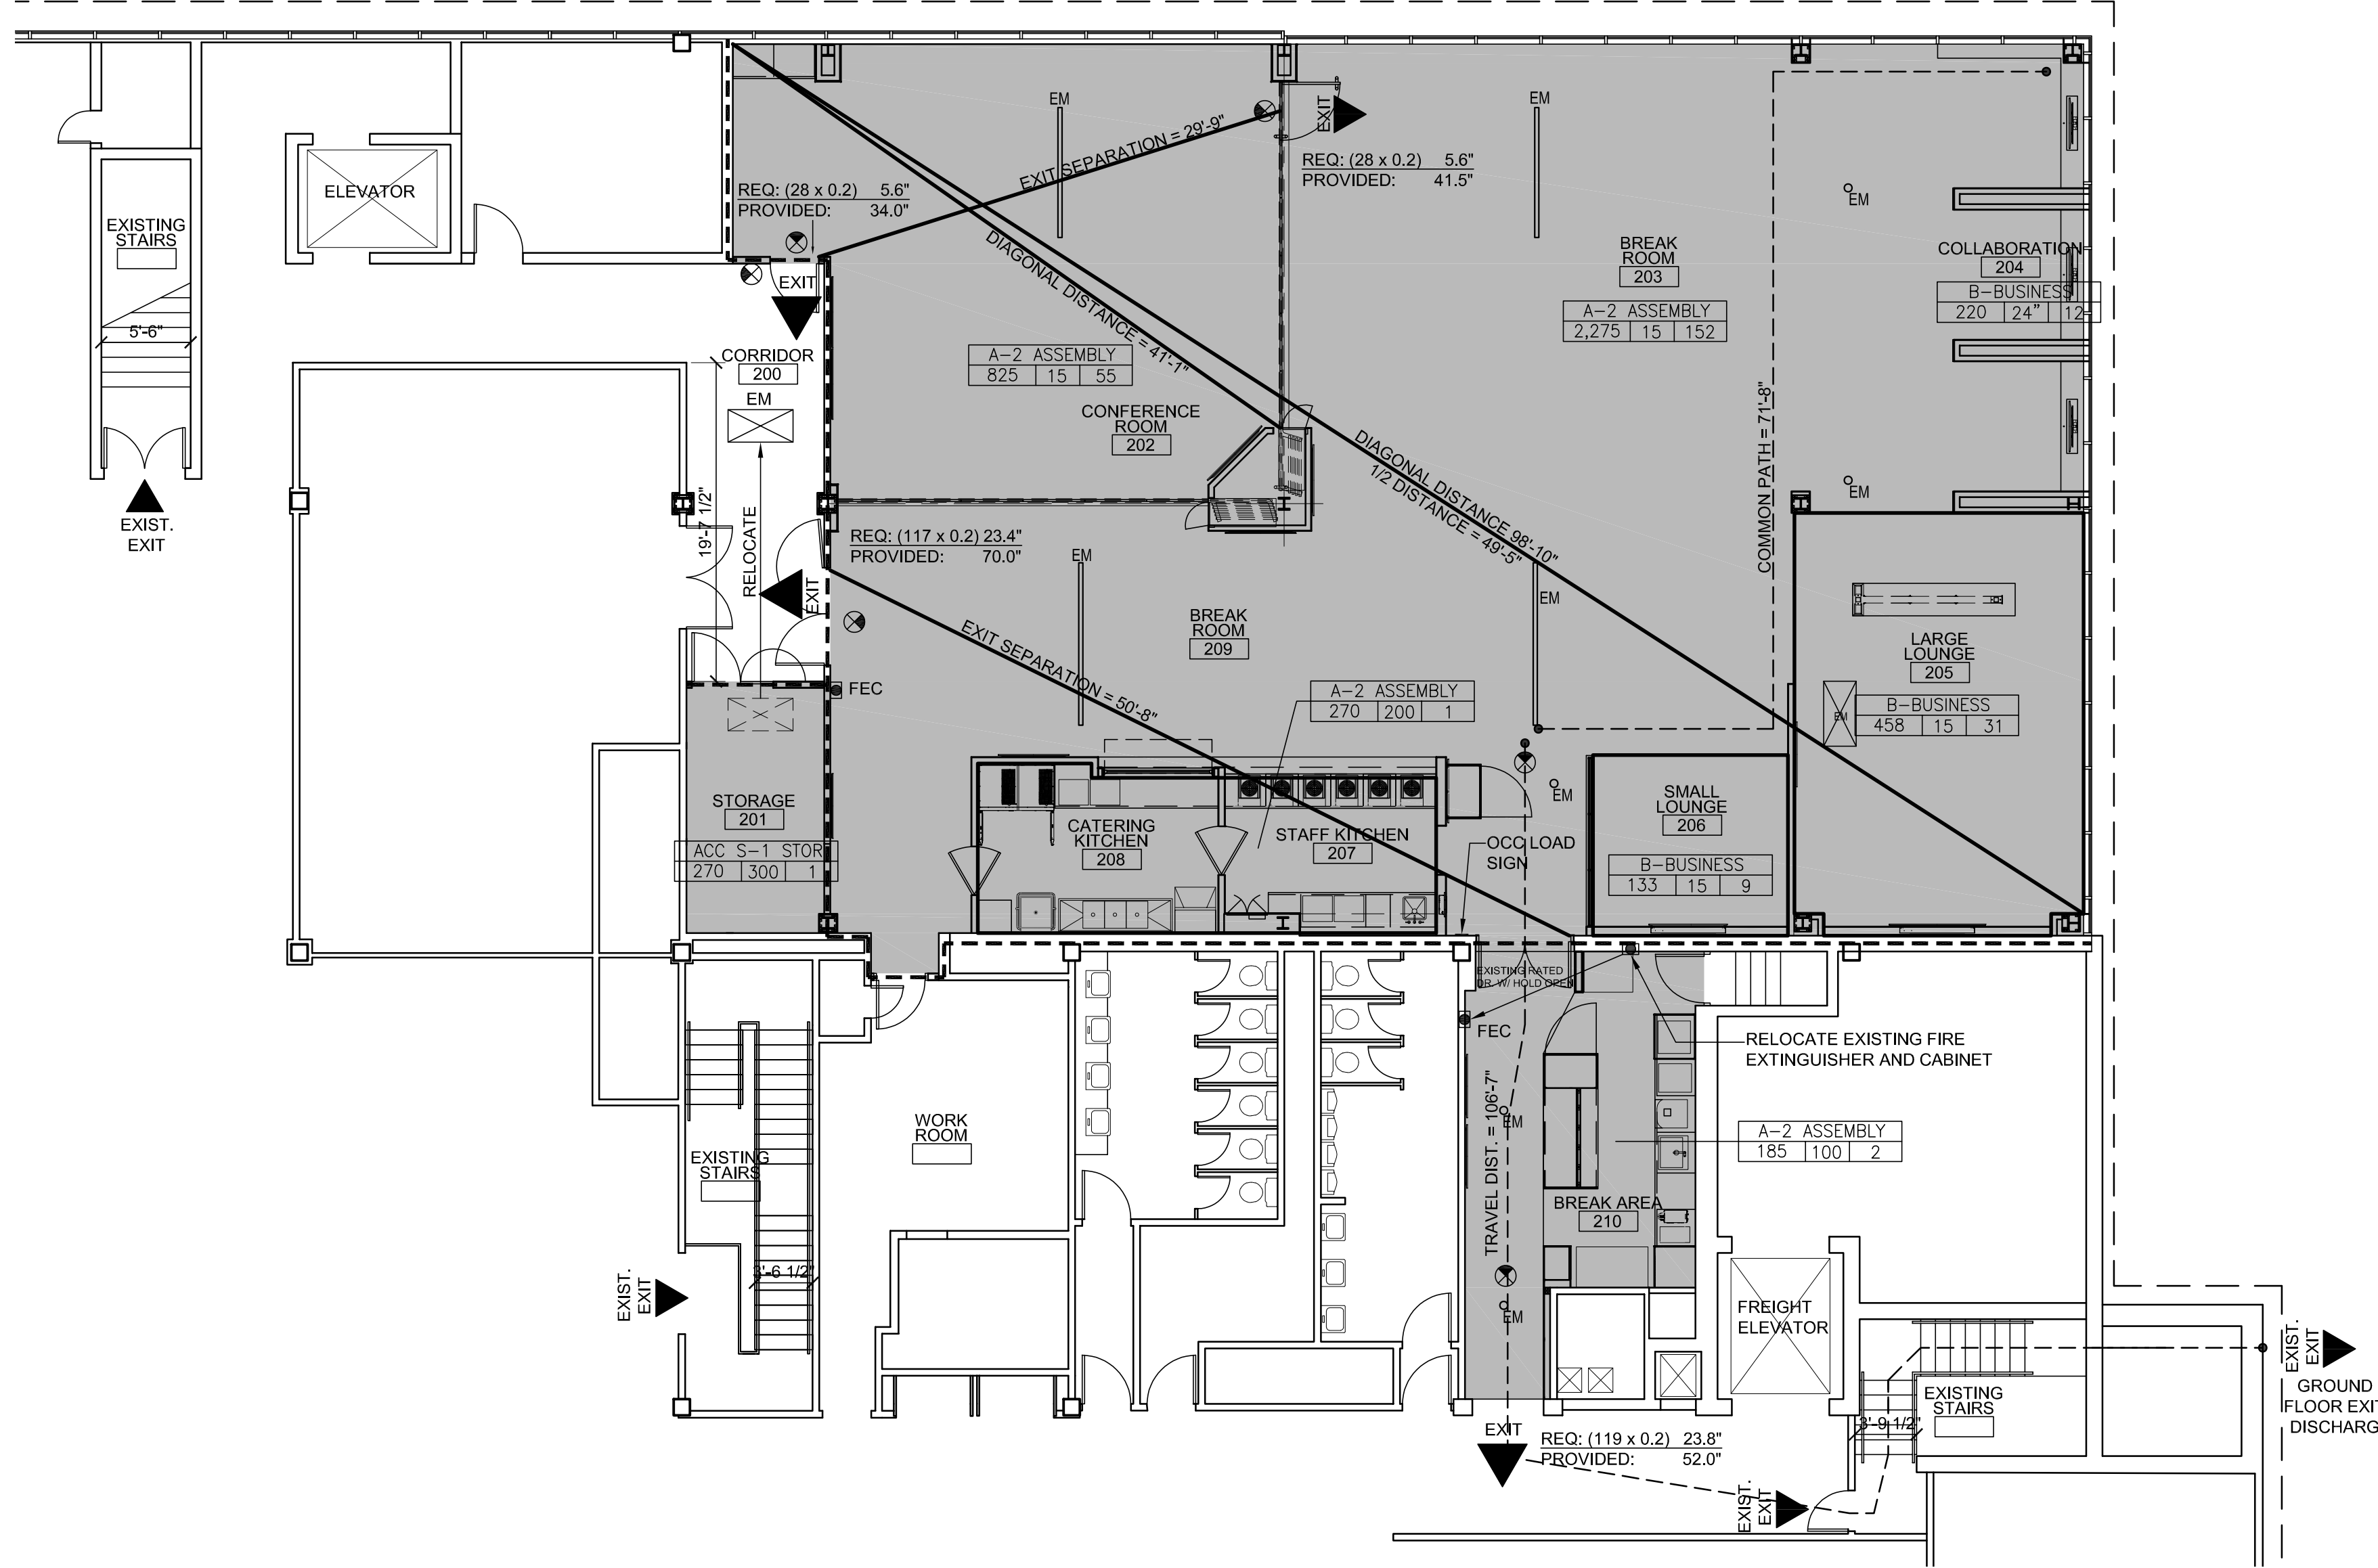 EM
EM
EXIT
EXIT SEPARATION = 29'-9"
REQ: (28 x 0.2) 5.6"
PROVIDED: 41.5"
ELEVATOR
REQ: (28 x 0.2) 5.6"
PROVIDED: 34.0"
EM
EXISTING
STAIRS
DIAGONAL DISTANCE = 41'-1"
BREAK
ROOM
203
COLLABORATION
204
EXIT
B-BUSINESS
220 24" 12
A-2 ASSEMBLY
2,275 15 152
5'-6"
CORRIDOR
200
A-2 ASSEMBLY
825 15 55
EM
CONFERENCE
ROOM
202
COMMON PATH = 71'-8"
DIAGONAL DISTANCE 98'-10"
1/2 DISTANCE = 49'-5"
EM
EXIST.
EXIT
19'-7 1/2"
RELOCATE
REQ: (117 x 0.2) 23.4"
PROVIDED: 70.0"
EM
EXIT
EM
BREAK
ROOM
209
EXIT SEPARATION = 50'-8"
LARGE
LOUNGE
205
FEC
A-2 ASSEMBLY
270 200 1
EM
B-BUSINESS
458 15 31
STORAGE
201
EM
SMALL
LOUNGE
206
CATERING
KITCHEN
208
STAFF KITCHEN
207
OCC LOAD
SIGN
ACC S-1 STOR
270 300 1
B-BUSINESS
133 15 9
EXISTING RATED
DR. W/ HOLD OPEN
FEC
RELOCATE EXISTING FIRE
EXTINGUISHER AND CABINET
WORK
ROOM
EM
TRAVEL DIST. = 106'-7"
A-2 ASSEMBLY
185 100 2
EXISTING
STAIRS
BREAK AREA
210
3'-6 1/2"
EXIST.
EXIT
EM
FREIGHT
ELEVATOR
EXIST.
EXIT
GROUND
FLOOR EXI
DISCHARG
EXISTING
STAIRS
3'-9 1/2"
EXIT
REQ: (119 x 0.2) 23.8"
PROVIDED: 52.0"
EXIST.
EXIT